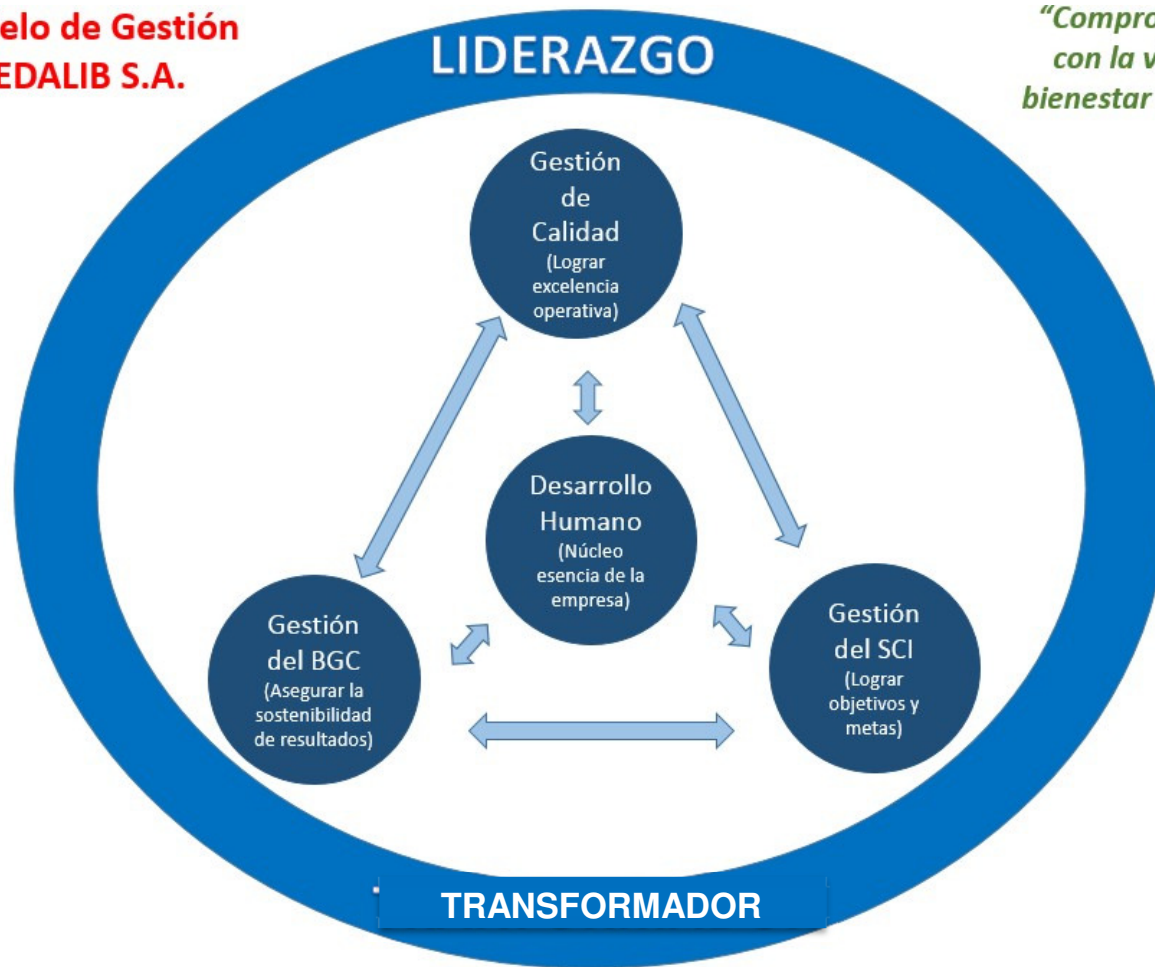 elo de Gestión
EDALIB S.A.
LIDERAZGO
“Compro
con la v
bienestar
Gestión
de
Calidad
(Lograr
excelencia
operativa)
Desarrollo
Humano
(Núcleo
esencia de la
empresa)
Gestión
del BGC
(Asegurar la
sostenibilidad
de resultados)
Gestión
del SCI
(Lograr
objetivos y
metas)
TRANSFORMADOR